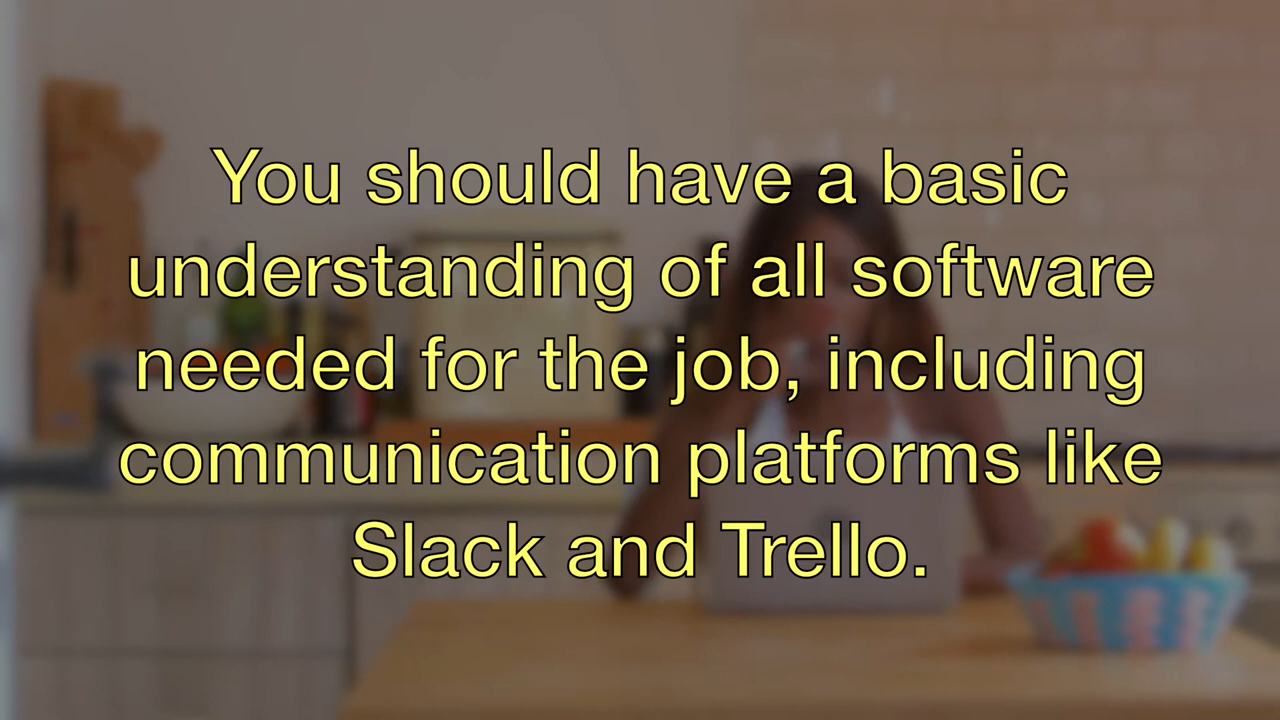 You should have a basic
understanding of all software
needed for the job, including
communication platforms like
Slack and Trello.